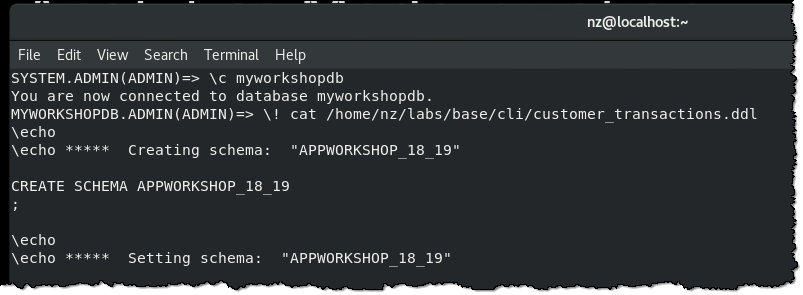 nz@localhost:~
File Edit View Search Terminal Help
SYSTEM.ADMIN(ADMIN)=> \c myworkshopdb
You are now connected to database myworkshopdb.
MYWORKSHOPDB.ADMIN(ADMIN)=> \! cat /home/nz/labs/base/cli/customer_transactions.ddl
\echo
\echo *****  Creating schema:  "APPWORKSHOP_18_19"
CREATE SCHEMA APPWORKSHOP_18_19
;
\echo
\echo *****  Setting schema:  "APPWORKSHOP_18_19"